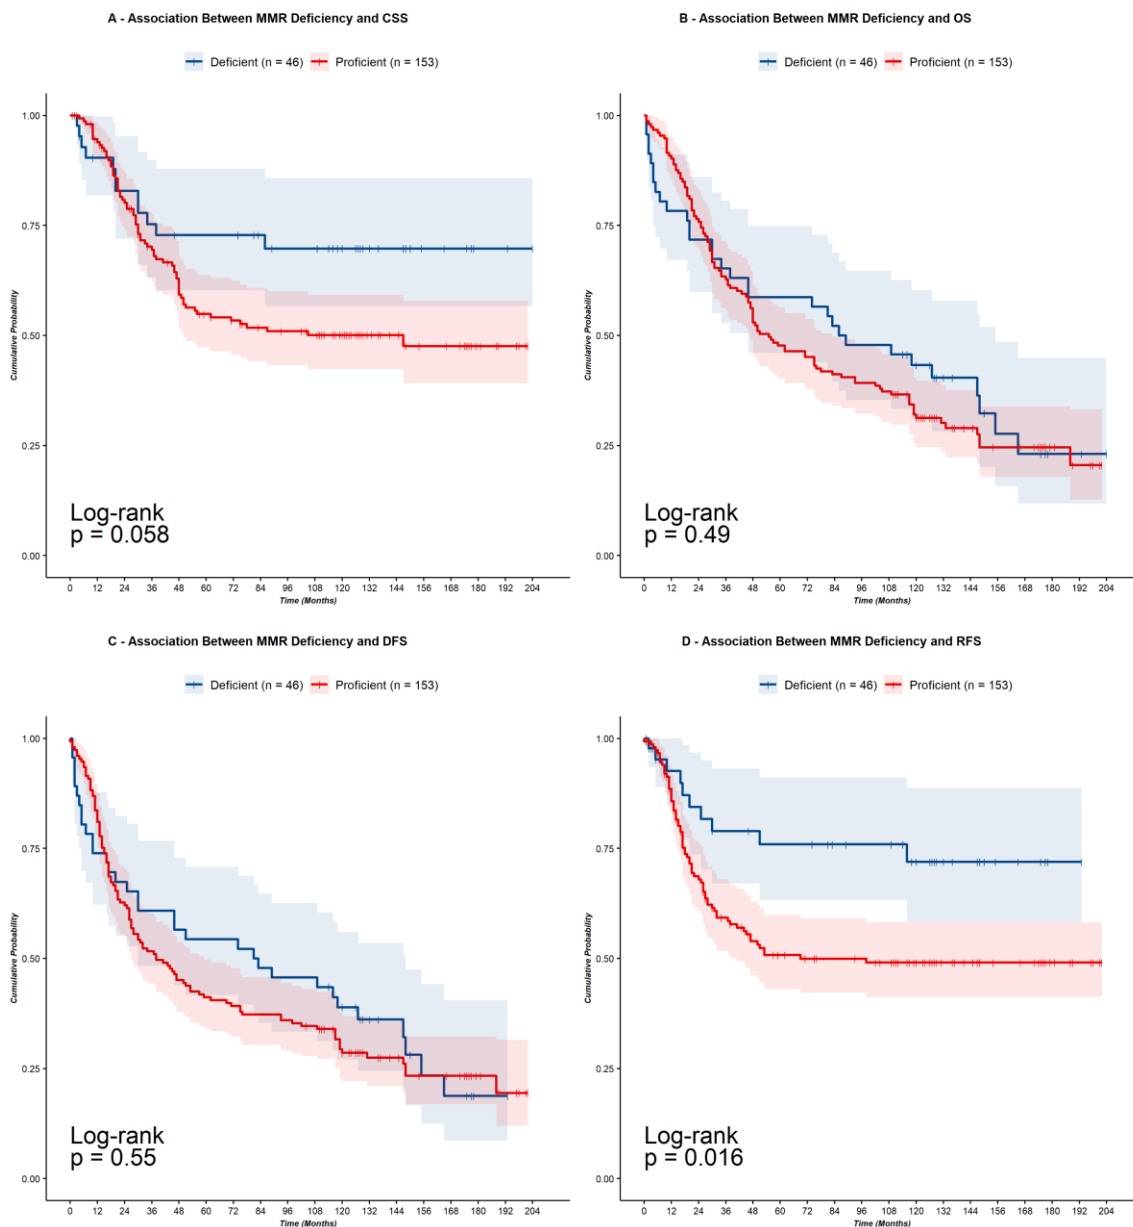 A - Association Between MMR Deficiency and CSS
Deficient (n = 46) Proficient (n = 153)
1.00
0.75
0.50
0.25
0.00
Cumulative Probability
Log-rank
p = 0.058
0 12 24 36 48 60 72 84 96 108 120 132 144 156 168 180 192 204
Time (Months)
B - Association Between MMR Deficiency and OS
Deficient (n = 46) Proficient (n = 153)
1.00
0.75
0.50
0.25
0.00
Cumulative Probability
Log-rank
p = 0.49
0 12 24 36 48 60 72 84 96 108 120 132 144 156 168 180 192 204
Time (Months)
C - Association Between MMR Deficiency and DFS
Deficient (n = 46) Proficient (n = 153)
1.00
0.75
0.50
0.25
0.00
Cumulative Probability
Log-rank
p = 0.55
0 12 24 36 48 60 72 84 96 108 120 132 144 156 168 180 192 204
Time (Months)
D - Association Between MMR Deficiency and RFS
Deficient (n = 46) Proficient (n = 153)
1.00
0.75
0.50
0.25
0.00
Cumulative Probability
Log-rank
p = 0.016
0 12 24 36 48 60 72 84 96 108 120 132 144 156 168 180 192 204
Time (Months)